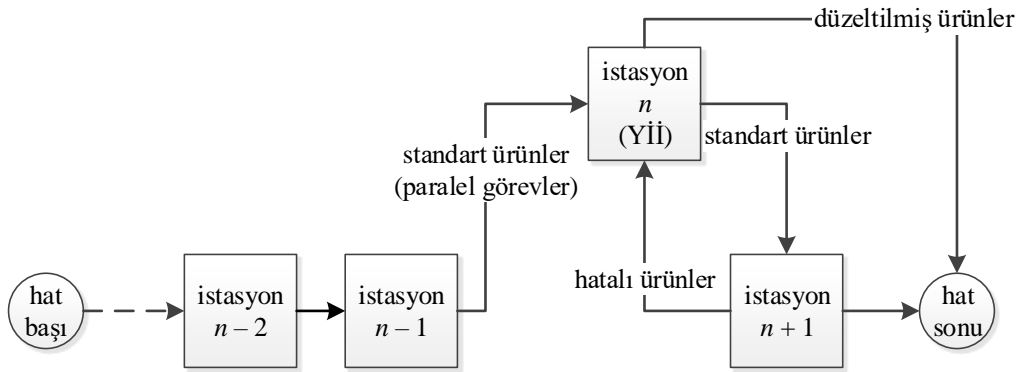 düzeltilmiş ürünler
istasyon
n
(Yİİ)
standart ürünler
standart ürünler
(paralel görevler)
hatalı ürünler
hat
başı
istasyon
n – 2
istasyon
n – 1
istasyon
n + 1
hat
sonu